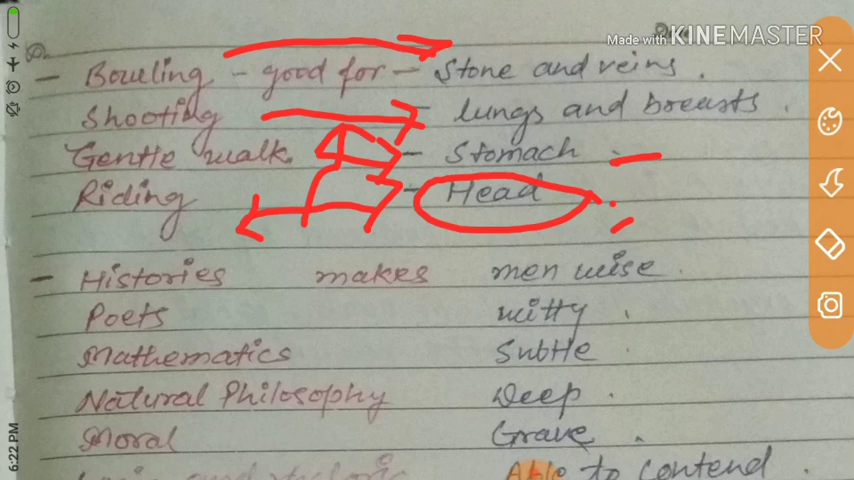 Made with KINEMASTER
- Bowling - good for - Stone and veins.
Shooting - lungs and breasts.
Gentle walk - Stomach
Riding - Head
- Histories makes men wise.
Poets witty.
Mathematics Subtle
Natural Philosophy Deep.
Moral Grave.
Able to contend.
6:22 PM